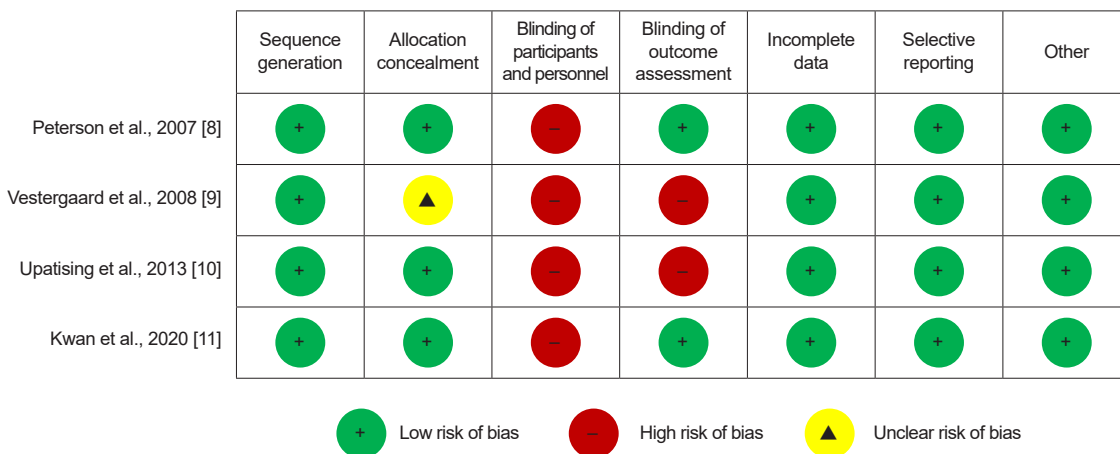 Sequence
generation
Allocation
concealment
Blinding of
participants
and personnel
Blinding of
outcome
assessment
Incomplete
data
Selective
reporting
Other
Peterson et al., 2007 [8]
+ + – + + + +
Vestergaard et al., 2008 [9]
+ ▲ – – + + +
Upatising et al., 2013 [10]
+ + – – + + +
Kwan et al., 2020 [11]
+ + – + + + +
+ Low risk of bias
– High risk of bias
▲ Unclear risk of bias